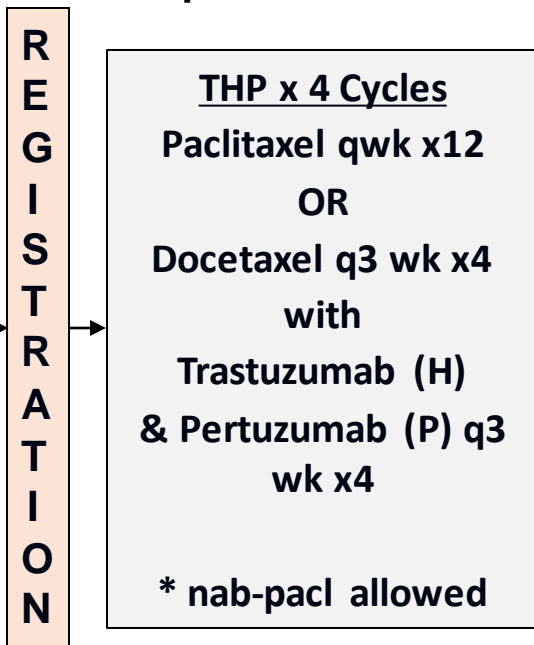 REGISTRATION
THP x 4 Cycles
Paclitaxel qwk x12
OR
Docetaxel q3 wk x4
with
Trastuzumab (H)
& Pertuzumab (P) q3
wk x4
* nab-pacl allowed